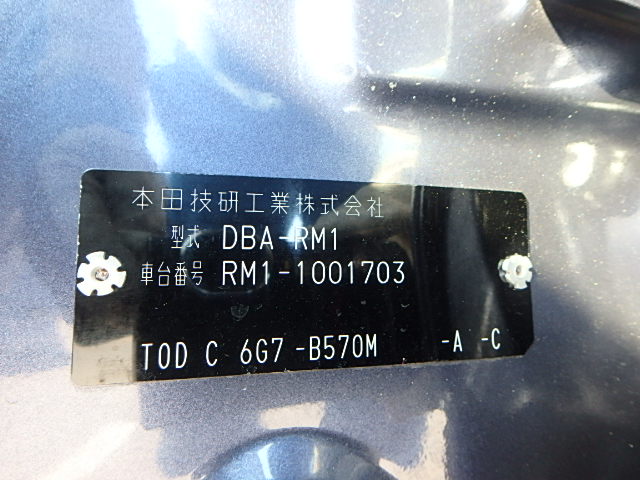 本田技研工業株式会社
型式 DBA-RM1
車台番号 RM1-1001703
TOD C 6G7 -B570M -A -C